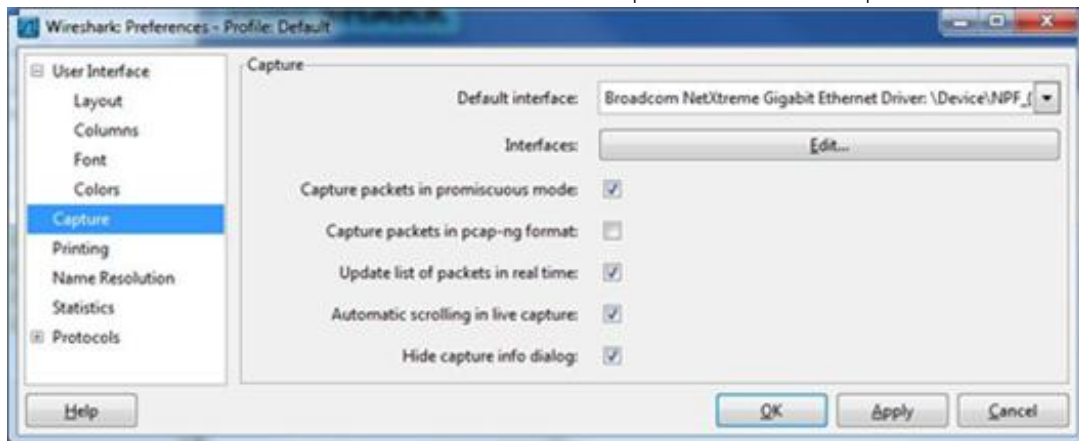 Wireshark: Preferences - Profile: Default
User Interface
Layout
Columns
Font
Colors
Capture
Printing
Name Resolution
Statistics
Protocols
Capture
Default interface: Broadcom NetXtreme Gigabit Ethernet Driver: \Device\NPF_{
Interfaces: Edit...
Capture packets in promiscuous mode:
Capture packets in pcap-ng format:
Update list of packets in real time:
Automatic scrolling in live capture:
Hide capture info dialog:
Help OK Apply Cancel